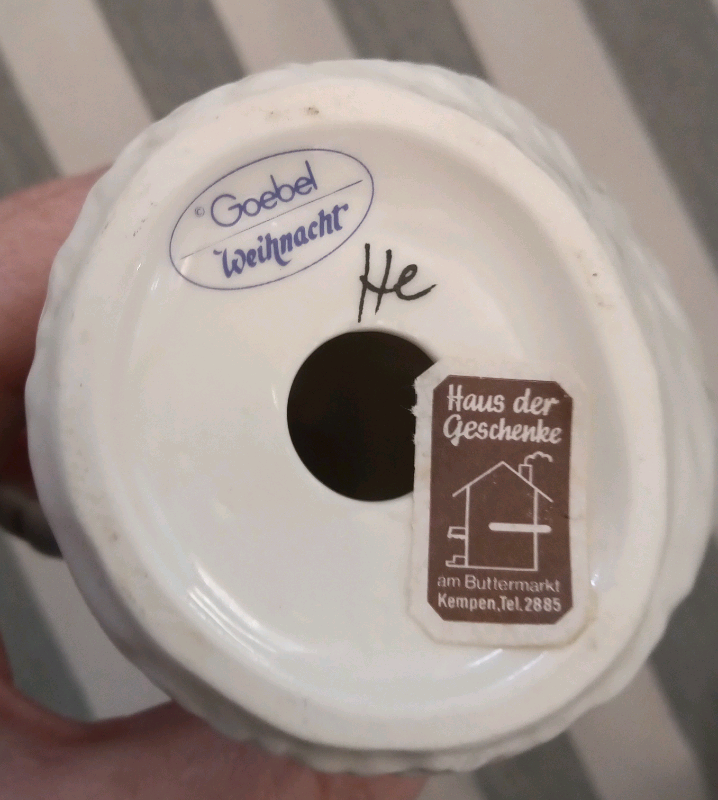 © Goebel
Weihnacht
He
Haus der
Geschenke
am Buttermarkt
Kempen, Tel. 2885